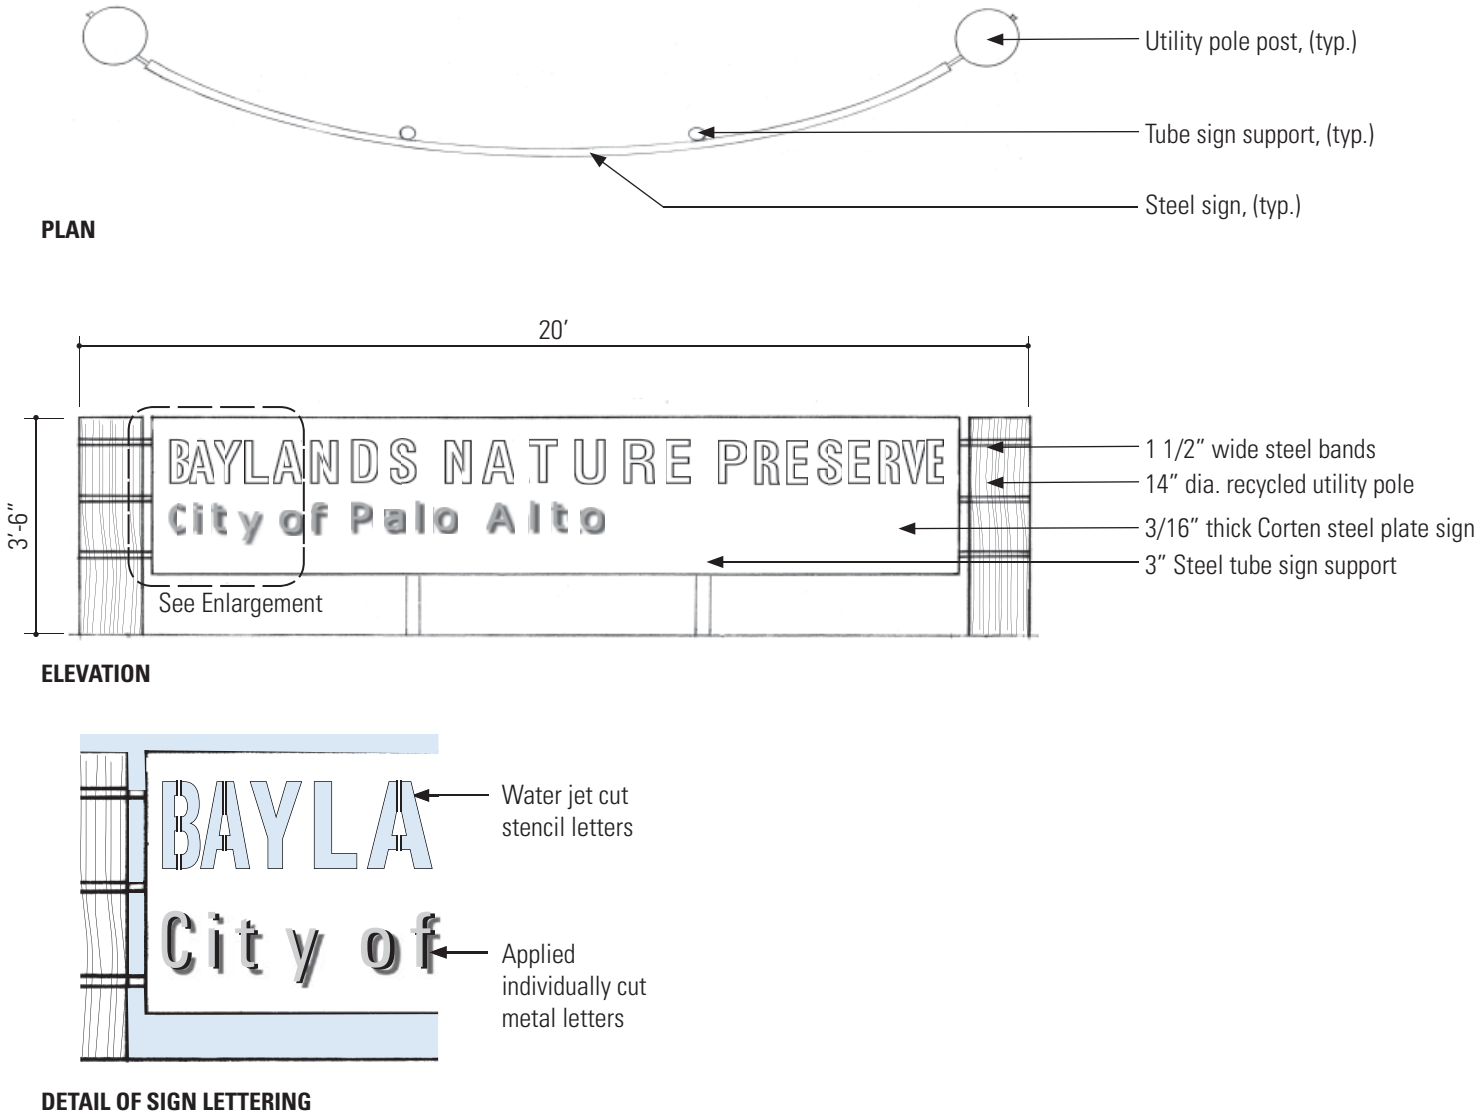 Utility pole post, (typ.)
Tube sign support, (typ.)
Steel sign, (typ.)
PLAN
20’
3’-6”
BAYLANDS NATURE PRESERVE
City of Palo Alto
1 1/2” wide steel bands
14” dia. recycled utility pole
3/16” thick Corten steel plate sign
3” Steel tube sign support
See Enlargement
ELEVATION
BAYLA
City of
Water jet cut
stencil letters
Applied
individually cut
metal letters
DETAIL OF SIGN LETTERING